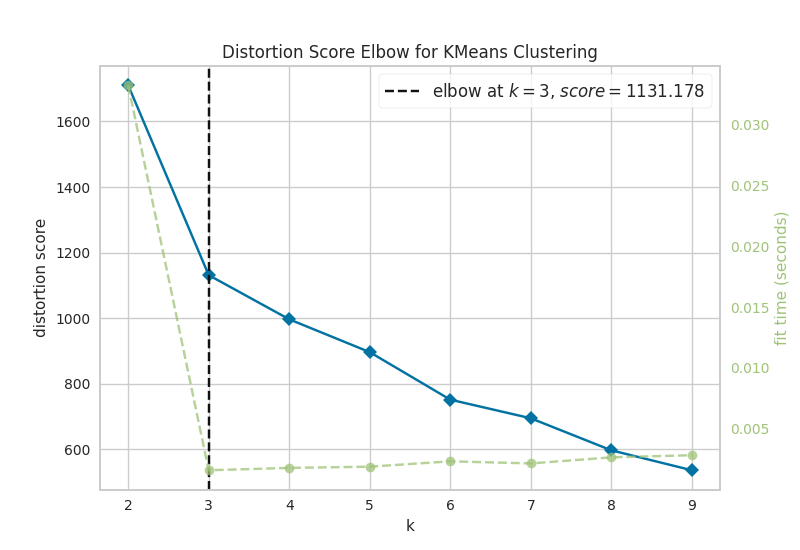 Distortion Score Elbow for KMeans Clustering
elbow at k = 3, score = 1131.178
distortion score
1600
1400
1200
1000
800
600
0.030
0.025
0.020
0.015
0.010
0.005
fit time (seconds)
2 3 4 5 6 7 8 9
k